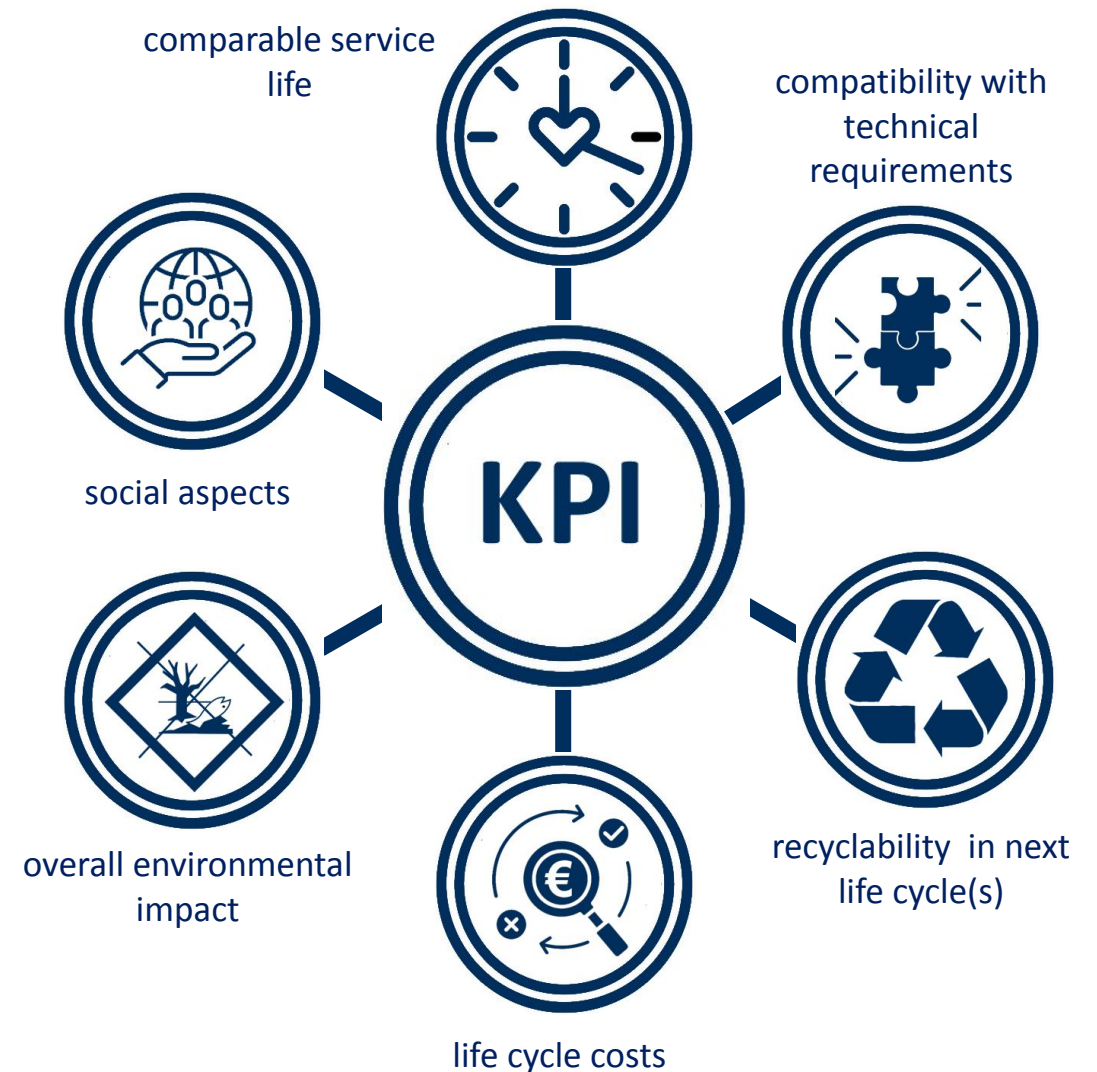 comparable service
life
compatibility with
technical
requirements
social aspects
KPI
overall environmental
impact
recyclability  in next
life cycle(s)
€
life cycle costs